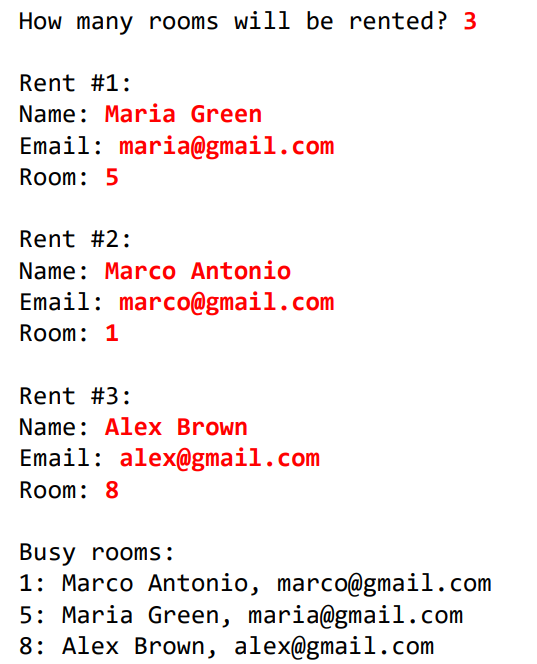 How many rooms will be rented? 3
Rent #1:
Name: Maria Green
Email: maria@gmail.com
Room: 5
Rent #2:
Name: Marco Antonio
Email: marco@gmail.com
Room: 1
Rent #3:
Name: Alex Brown
Email: alex@gmail.com
Room: 8
Busy rooms:
1: Marco Antonio, marco@gmail.com
5: Maria Green, maria@gmail.com
8: Alex Brown, alex@gmail.com